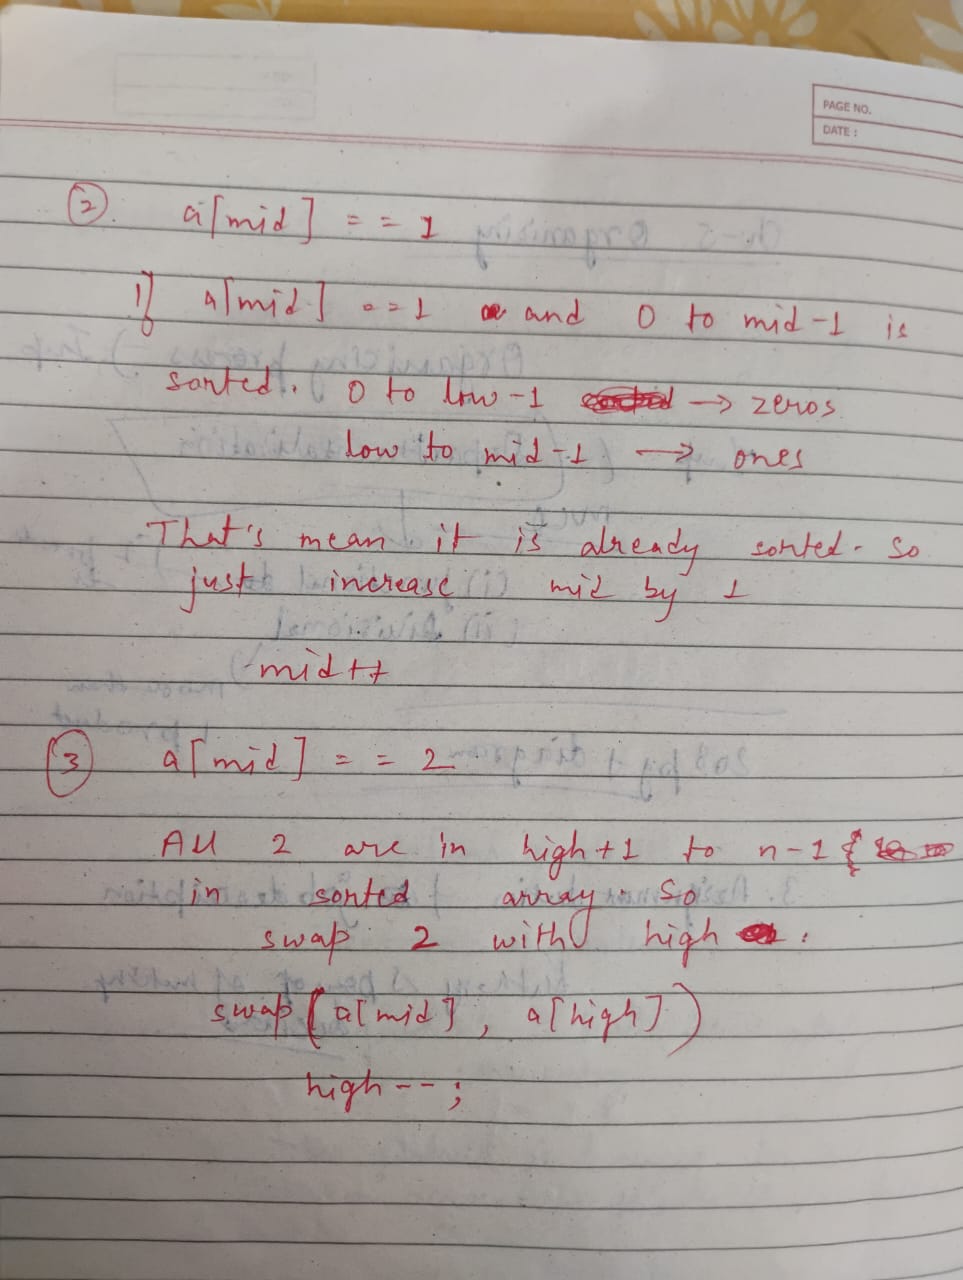 PAGE NO.
DATE :
② a[mid] == 1
If a[mid] == 1 and 0 to mid-1 is
sorted. 0 to low-1 → zeros
low to mid-1 → ones
That's mean it is already sorted. So
just increase mid by 1
mid++
③ a[mid] == 2
All 2 are in high+1 to n-1 {
in sorted array. So
swap 2 with high .
swap (a[mid], a[high])
high--;